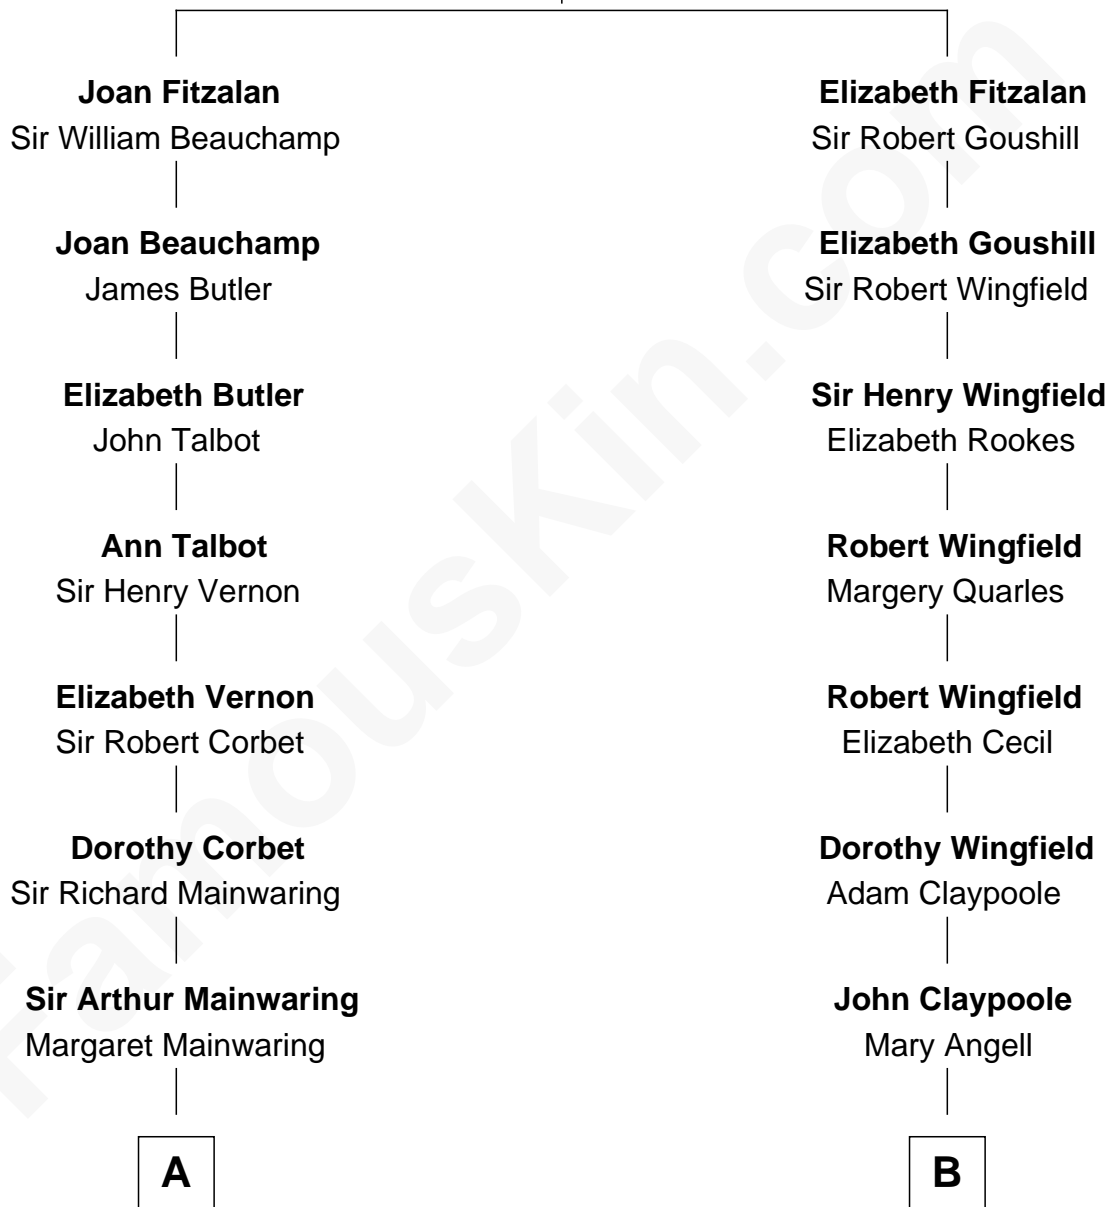 Joan Fitzalan
Sir William Beauchamp
Joan Beauchamp
James Butler
Elizabeth Butler
John Talbot
Ann Talbot
Sir Henry Vernon
Elizabeth Vernon
Sir Robert Corbet
Dorothy Corbet
Sir Richard Mainwaring
Sir Arthur Mainwaring
Margaret Mainwaring
A
Elizabeth Fitzalan
Sir Robert Goushill
Elizabeth Goushill
Sir Robert Wingfield
Sir Henry Wingfield
Elizabeth Rookes
Robert Wingfield
Margery Quarles
Robert Wingfield
Elizabeth Cecil
Dorothy Wingfield
Adam Claypoole
John Claypoole
Mary Angell
B
FamousKin.com